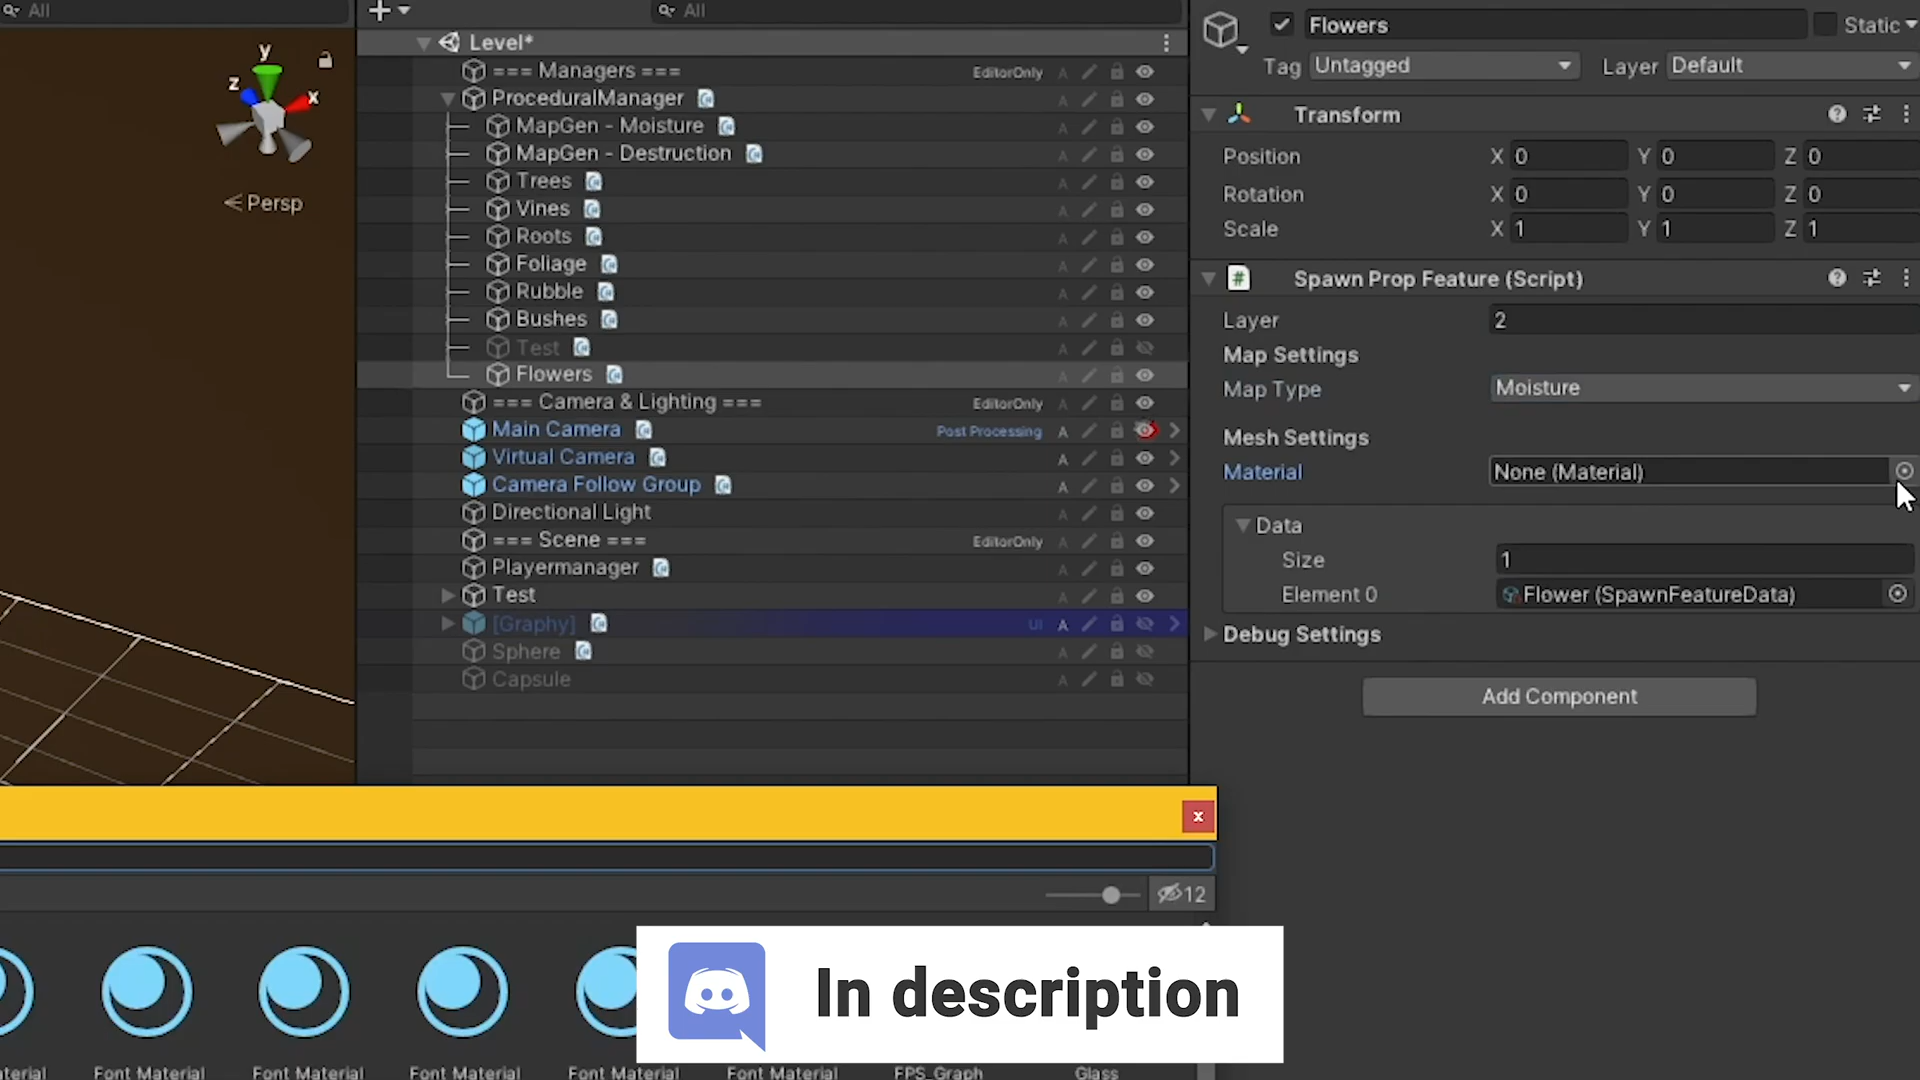 All
y
z
x
Persp
All
Level*
=== Managers ===
EditorOnly
ProceduralManager
MapGen - Moisture
MapGen - Destruction
Trees
Vines
Roots
Foliage
Rubble
Bushes
Test
Flowers
=== Camera & Lighting ===
EditorOnly
Main Camera
Post Processing
Virtual Camera
Camera Follow Group
Directional Light
=== Scene ===
EditorOnly
Playermanager
Test
[Graphy]
UI
Sphere
Capsule
Flowers
Static
Tag Untagged
Layer Default
Transform
Position X 0 Y 0 Z 0
Rotation X 0 Y 0 Z 0
Scale X 1 Y 1 Z 1
# Spawn Prop Feature (Script)
Layer 2
Map Settings
Map Type Moisture
Mesh Settings
Material None (Material)
Data
Size 1
Element 0 Flower (SpawnFeatureData)
Debug Settings
Add Component
x
12
In description
terial
Font Material
Font Material
Font Material
Font Material
Font Material
FPS_Graph
Glass